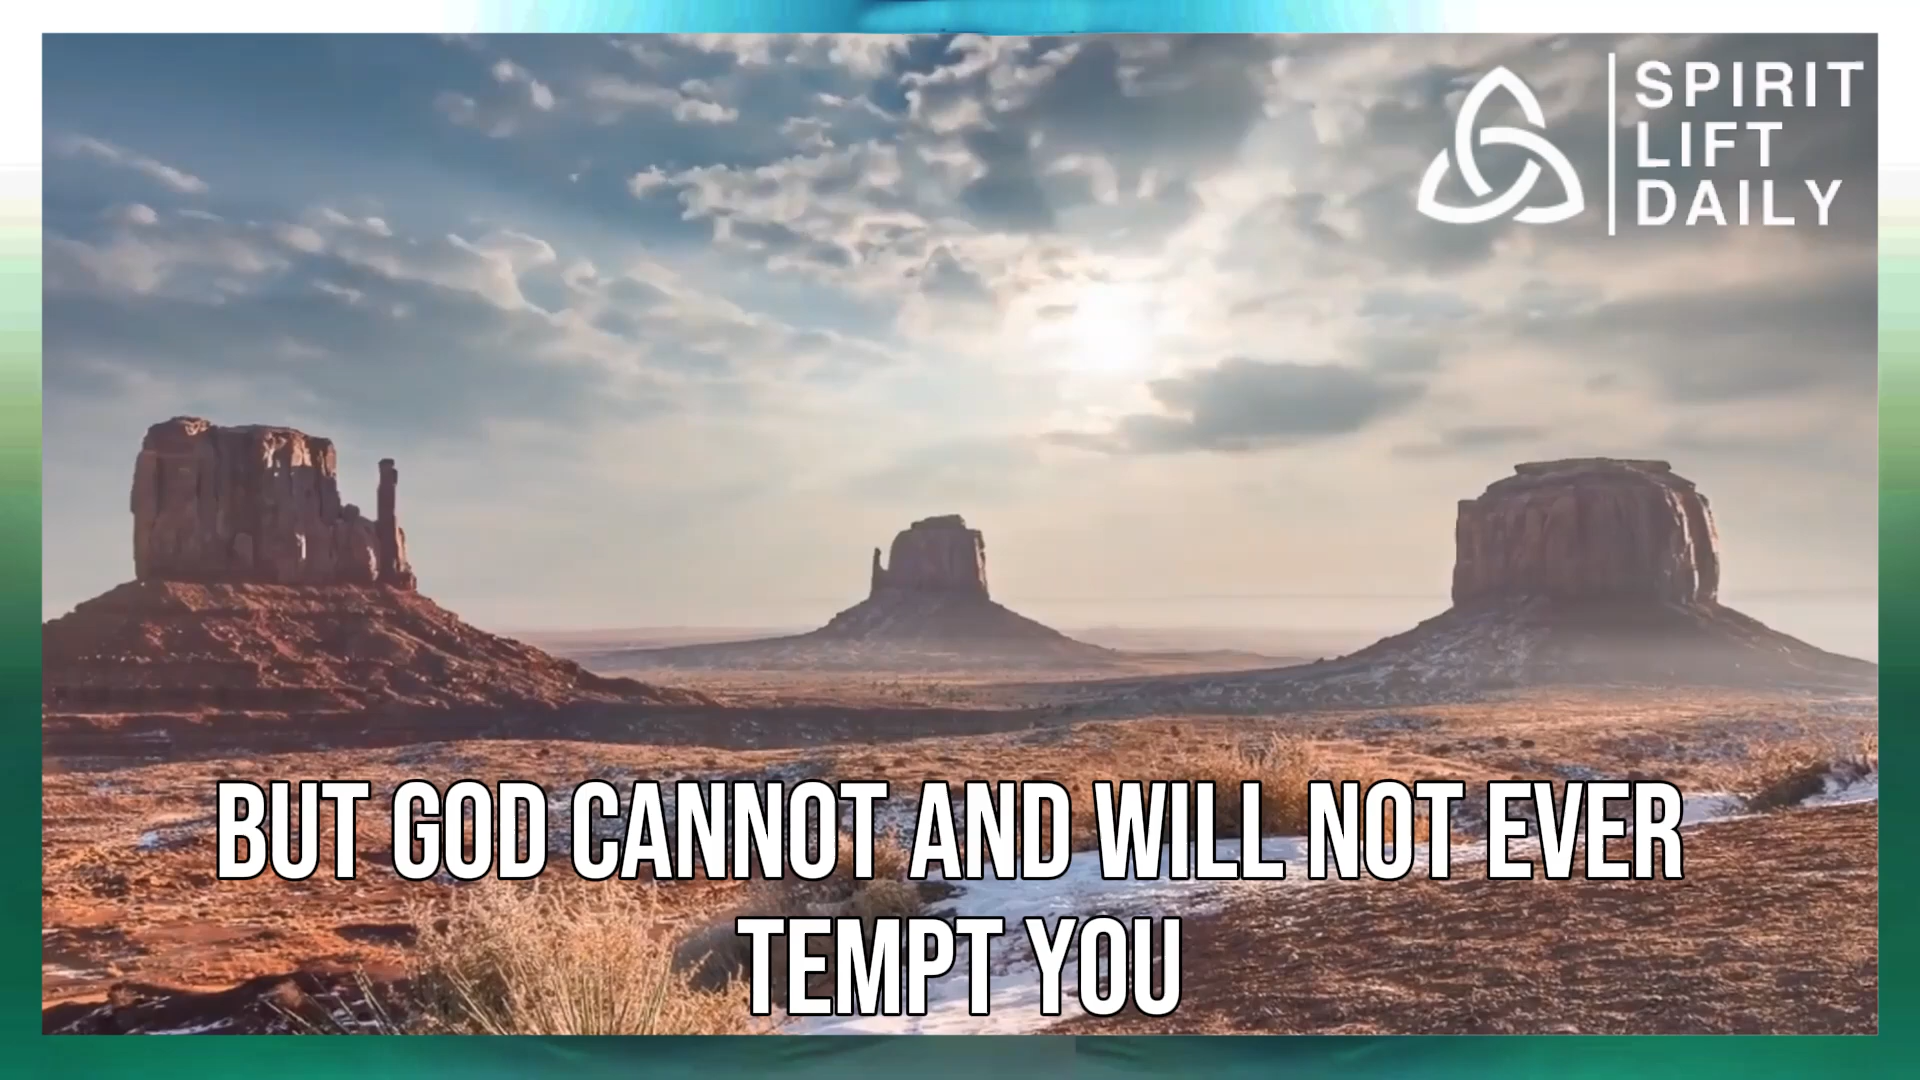 SPIRIT
LIFT
DAILY
BUT GOD CANNOT AND WILL NOT EVER
TEMPT YOU